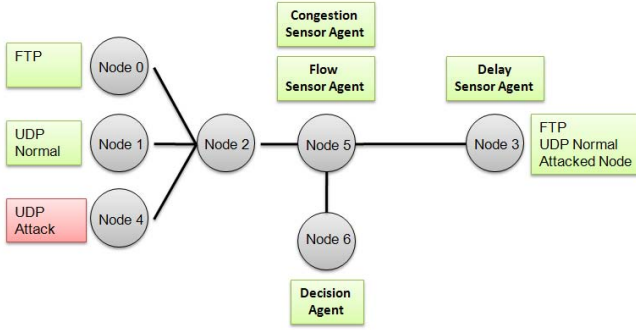 Congestion
Sensor Agent
FTP
Node 0
Flow
Sensor Agent
Delay
Sensor Agent
UDP
Normal
Node 1
Node 2
Node 5
Node 3
FTP
UDP Normal
Attacked Node
UDP
Attack
Node 4
Node 6
Decision
Agent